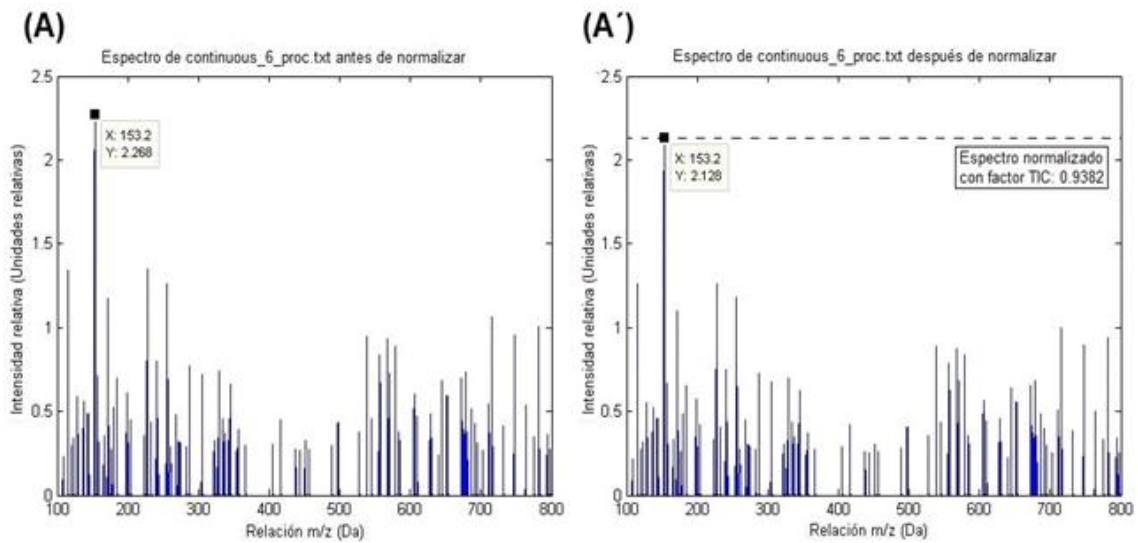 (A)
Espectro de continuous_6_proc.txt antes de normalizar
2.5
2
1.5
1
0.5
0
100
200
300
400
500
600
700
800
X: 153.2
Y: 2.268
Intensidad relativa (Unidades relativas)
Relación m/z (Da)
(A´)
Espectro de continuous_6_proc.txt después de normalizar
2.5
2
1.5
1
0.5
0
100
200
300
400
500
600
700
800
X: 153.2
Y: 2.128
Espectro normalizado
con factor TIC: 0.9382
Intensidad relativa (Unidades relativas)
Relación m/z (Da)